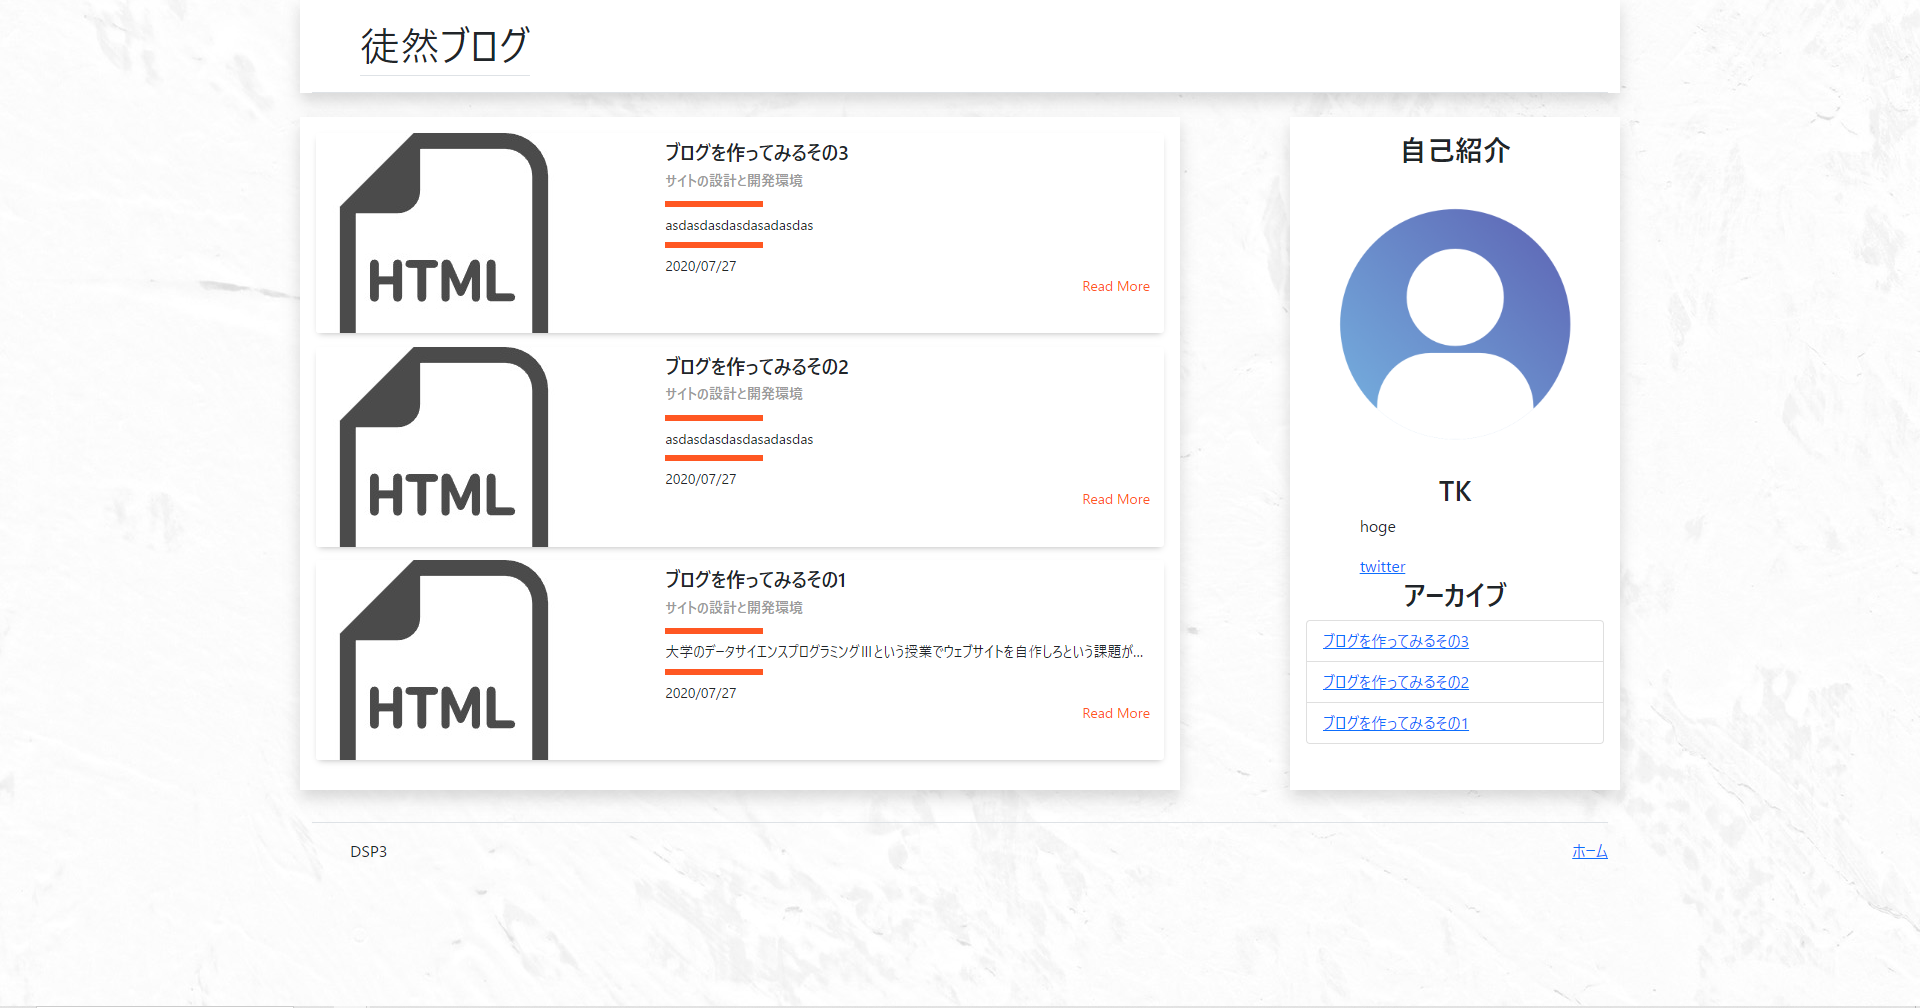 徒然ブログ
HTML
ブログを作ってみるその3
サイトの設計と開発環境
asdasdasdasdasadasdas
2020/07/27
Read More
HTML
ブログを作ってみるその2
サイトの設計と開発環境
asdasdasdasdasadasdas
2020/07/27
Read More
HTML
ブログを作ってみるその1
サイトの設計と開発環境
大学のデータサイエンスプログラミングⅢという授業でウェブサイトを自作しろという課題が...
2020/07/27
Read More
自己紹介
TK
hoge
twitter
アーカイブ
ブログを作ってみるその3
ブログを作ってみるその2
ブログを作ってみるその1
DSP3
ホーム